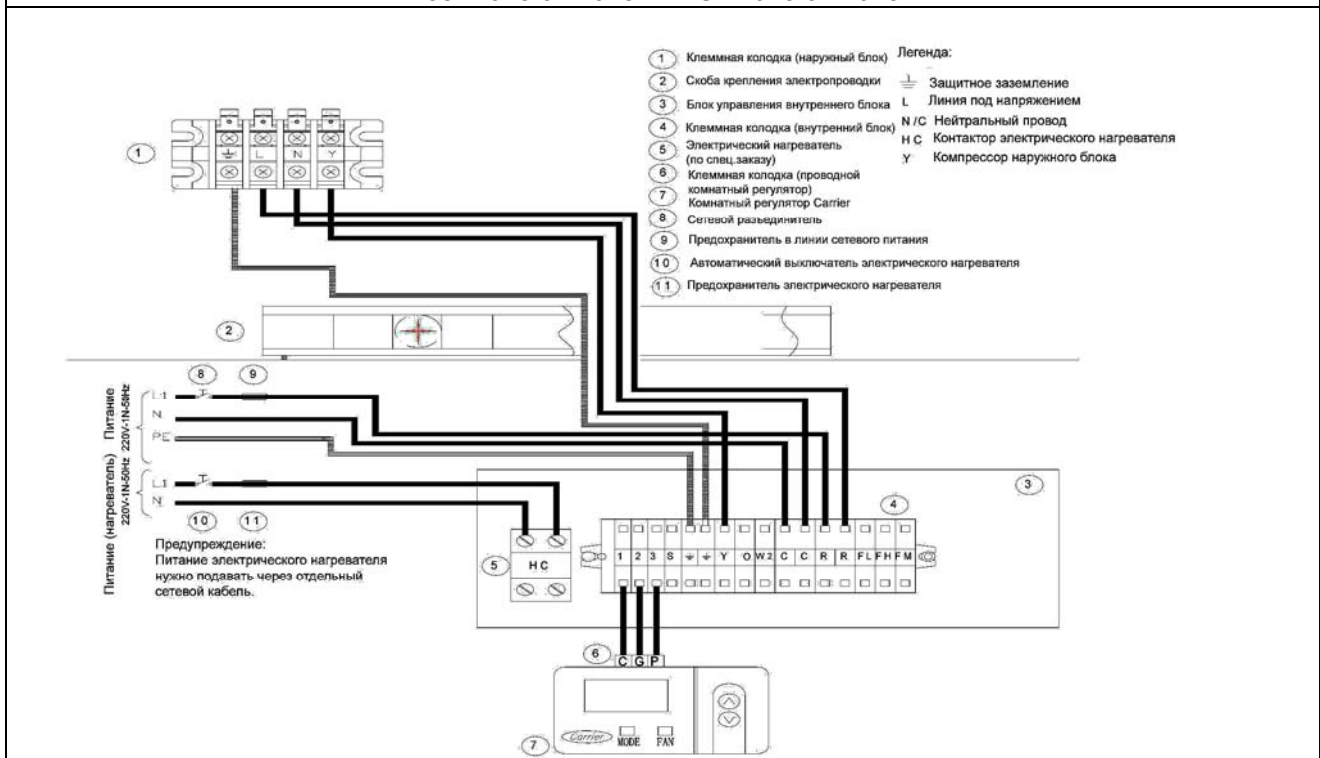 1 Клеммная колодка (наружный блок)
2 Скоба крепления электропроводки
3 Блок управления внутреннего блока
4 Клеммная колодка (внутренний блок)
5 Электрический нагреватель
(по спец.заказу)
6 Клеммная колодка (проводной
комнатный регулятор)
7 Комнатный регулятор Carrier
8 Сетевой разъединитель
9 Предохранитель в линии сетевого питания
10 Автоматический выключатель электрического нагревателя
11 Предохранитель электрического нагревателя
Легенда:
Защитное заземление
L Линия под напряжением
N /C Нейтральный провод
H C Контактор электрического нагревателя
Y Компрессор наружного блока
1
L N Y
2
8 9
Питание
220V-1N-50Hz
L1
N
PE
Питание (нагреватель)
220V-1N-50Hz
L1
N
10 11
Предупреждение:
Питание электрического нагревателя
нужно подавать через отдельный
сетевой кабель.
3
4
5
H C
1 2 3 S Y O W2 C C R R FL FH FM
6
C G P
7
Carrier
MODE FAN